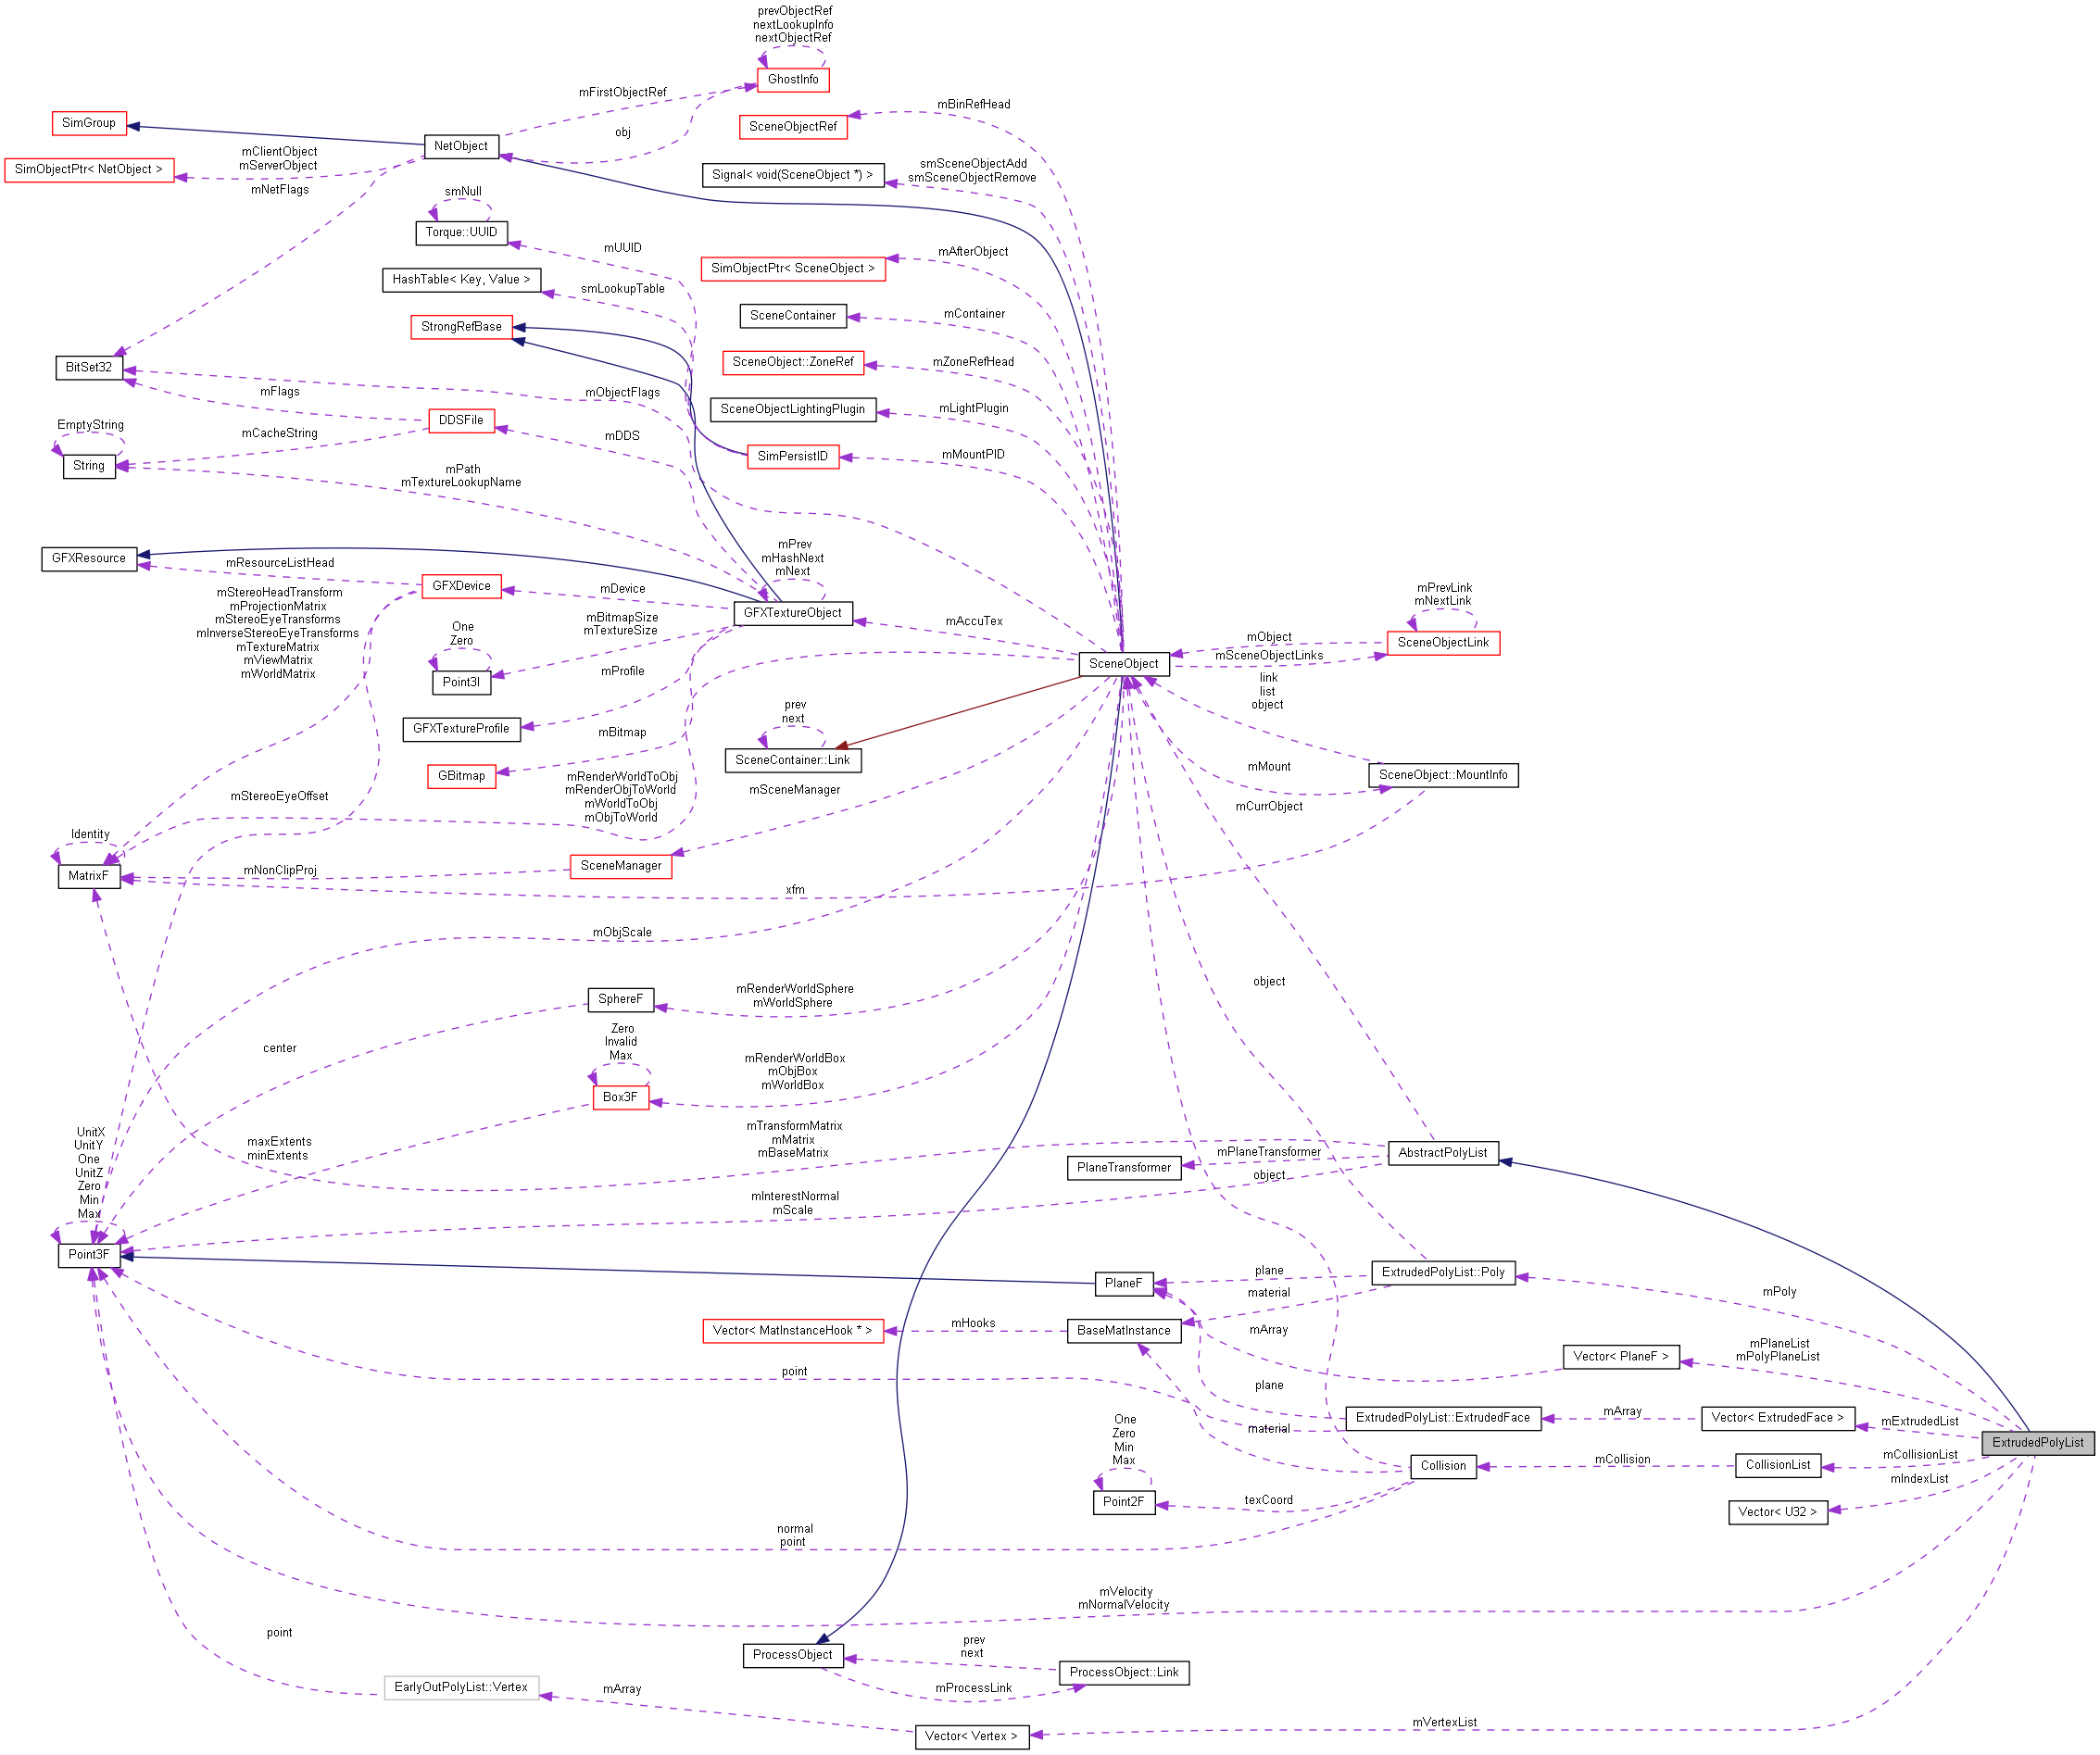 prevObjectRef
nextLookupInfo
nextObjectRef
GhostInfo
mFirstObjectRef
mBinRefHead
SceneObjectRef
SimGroup
obj
NetObject
mClientObject
mServerObject
SimObjectPtr< NetObject >
mNetFlags
smSceneObjectAdd
smSceneObjectRemove
Signal< void(SceneObject *) >
smNull
Torque::UUID
mUUID
mAfterObject
SimObjectPtr< SceneObject >
HashTable< Key, Value >
smLookupTable
mContainer
SceneContainer
StrongRefBase
mZoneRefHead
SceneObject::ZoneRef
BitSet32
mObjectFlags
mFlags
mLightPlugin
SceneObjectLightingPlugin
DDSFile
EmptyString
mCacheString
mDDS
mMountPID
SimPersistID
String
mPath
mTextureLookupName
GFXResource
mResourceListHead
mPrev
mHashNext
mNext
GFXDevice
mDevice
GFXTextureObject
mStereoHeadTransform
mProjectionMatrix
mStereoEyeTransforms
mInverseStereoEyeTransforms
mTextureMatrix
mViewMatrix
mWorldMatrix
mBitmapSize
mTextureSize
One
Zero
Point3I
mAccuTex
mPrevLink
mNextLink
mObject
SceneObjectLink
mSceneObjectLinks
SceneObject
mProfile
link
list
object
GFXTextureProfile
mBitmap
prev
next
SceneContainer::Link
GBitmap
mMount
SceneObject::MountInfo
mRenderWorldToObj
mRenderObjToWorld
mWorldToObj
mObjToWorld
mSceneManager
mStereoEyeOffset
mCurrObject
Identity
MatrixF
mNonClipProj
SceneManager
xfm
mObjScale
object
mRenderWorldSphere
mWorldSphere
SphereF
center
Zero
Invalid
Max
Box3F
mRenderWorldBox
mObjBox
mWorldBox
maxExtents
minExtents
mTransformMatrix
mMatrix
mBaseMatrix
AbstractPolyList
mPlaneTransformer
PlaneTransformer
object
UnitX
UnitY
One
UnitZ
Zero
Min
Max
Point3F
mInterestNormal
mScale
PlaneF
plane
ExtrudedPolyList::Poly
mPoly
material
Vector< MatInstanceHook * >
mHooks
BaseMatInstance
mArray
Vector< PlaneF >
mPlaneList
mPolyPlaneList
point
plane
ExtrudedPolyList::ExtrudedFace
mArray
Vector< ExtrudedFace >
mExtrudedList
One
Zero
Min
Max
material
ExtrudedPolyList
Collision
mCollision
CollisionList
mCollisionList
mIndexList
Point2F
texCoord
Vector< U32 >
normal
point
mVelocity
mNormalVelocity
point
ProcessObject
prev
next
ProcessObject::Link
mProcessLink
EarlyOutPolyList::Vertex
mArray
Vector< Vertex >
mVertexList